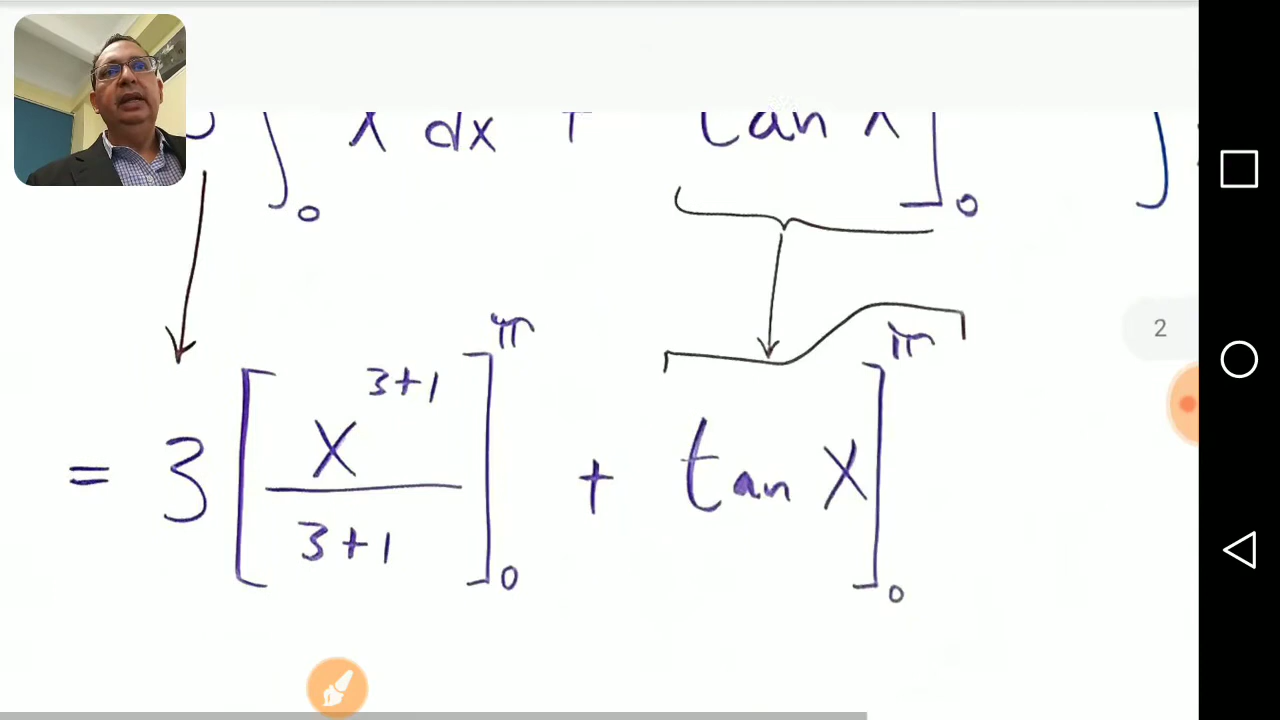 ∫₀ x dx + tan x]₀ ∫
2
= 3 [x^(3+1) / (3+1)]₀^π + tan x]₀^π